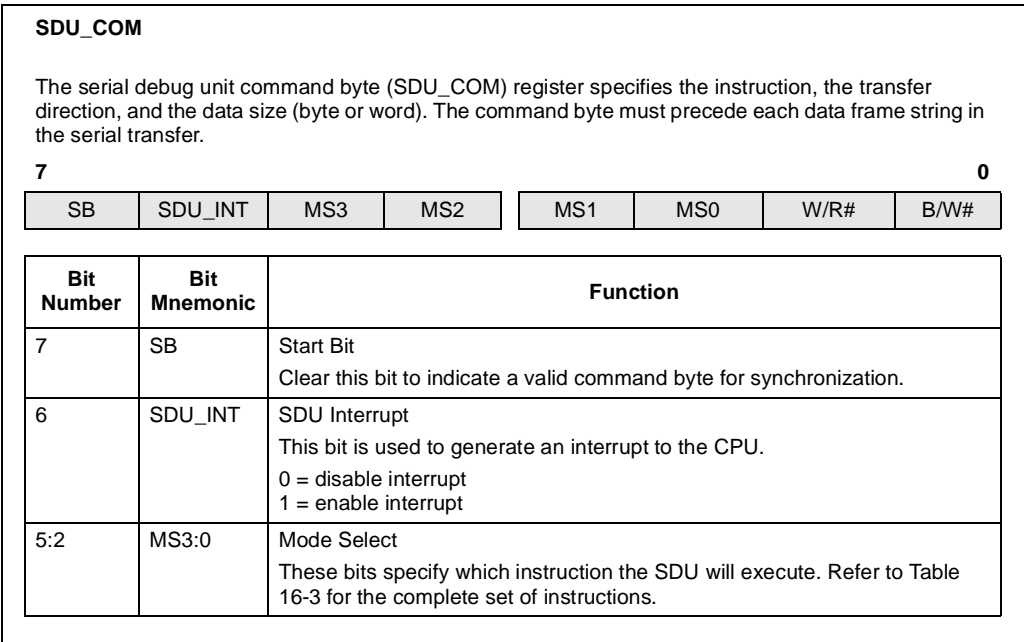 SDU_COM
The serial debug unit command byte (SDU_COM) register specifies the instruction, the transfer
direction, and the data size (byte or word). The command byte must precede each data frame string in
the serial transfer.
7 0
SB SDU_INT MS3 MS2 MS1 MS0 W/R# B/W#
Bit Number Bit Mnemonic Function
7 SB Start Bit
Clear this bit to indicate a valid command byte for synchronization.
6 SDU_INT SDU Interrupt
This bit is used to generate an interrupt to the CPU.
0 = disable interrupt
1 = enable interrupt
5:2 MS3:0 Mode Select
These bits specify which instruction the SDU will execute. Refer to Table
16-3 for the complete set of instructions.